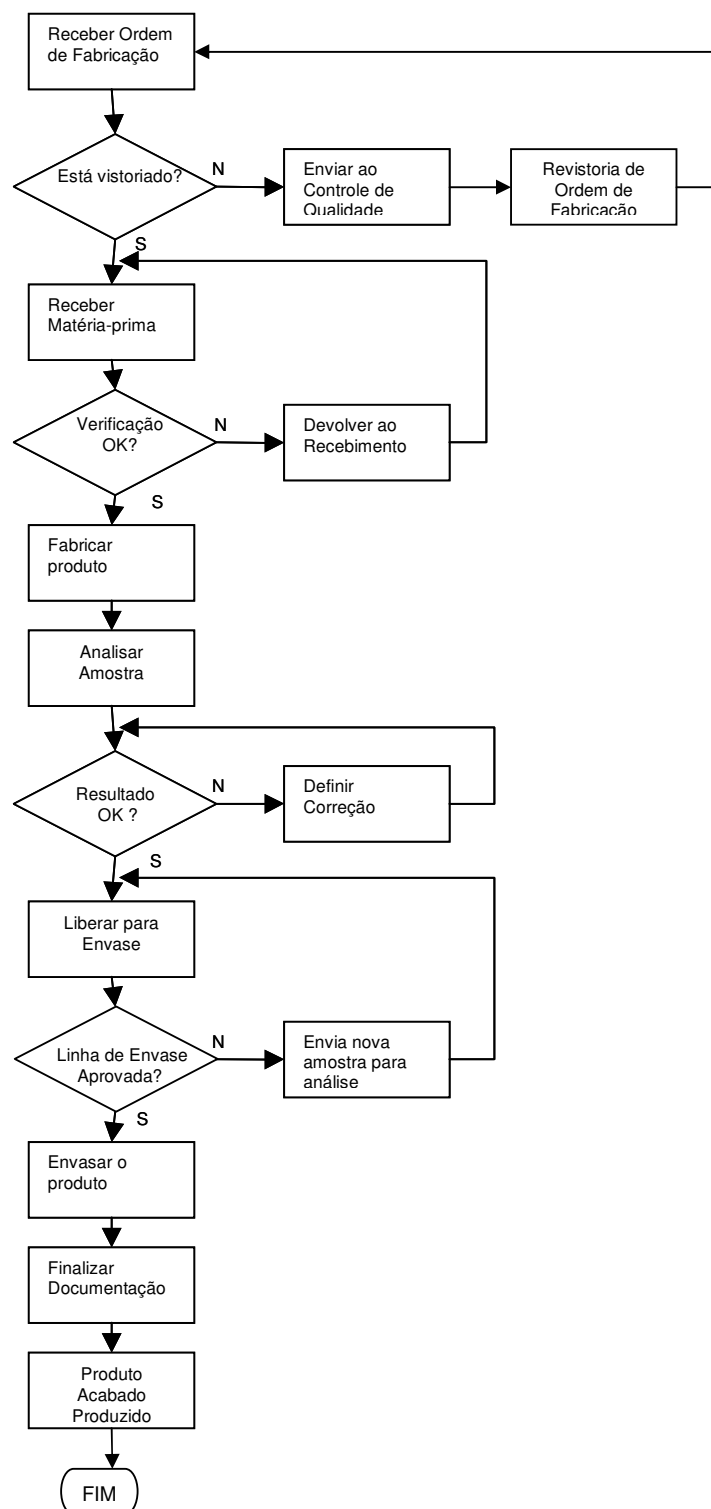 Receber Ordem
de Fabricação
Está vistoriado?
N
Enviar ao
Controle de
Qualidade
Revistoria de
Ordem de
Fabricação
S
Receber
Matéria-prima
Verificação
OK?
N
Devolver ao
Recebimento
S
Fabricar
produto
Analisar
Amostra
Resultado
OK ?
N
Definir
Correção
S
Liberar para
Envase
Linha de Envase
Aprovada?
N
Envia nova
amostra para
análise
S
Envasar o
produto
Finalizar
Documentação
Produto
Acabado
Produzido
FIM